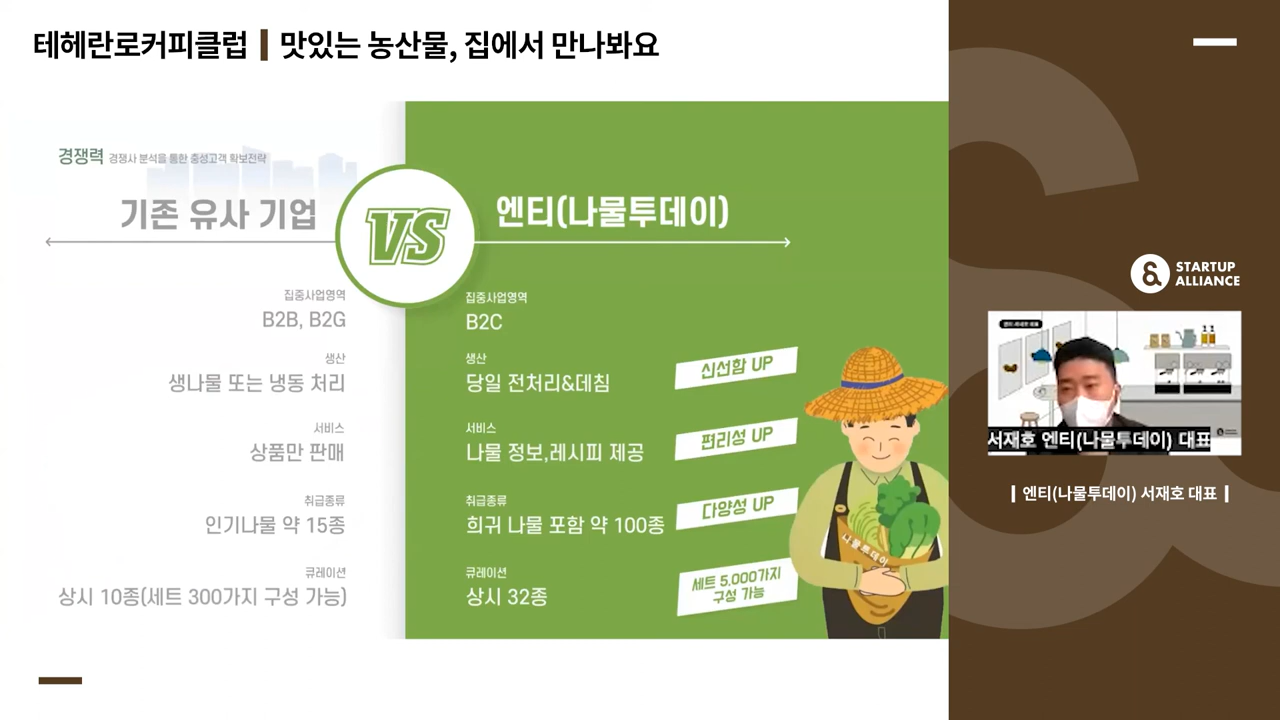 테헤란로커피클럽 | 맛있는 농산물, 집에서 만나봐요
경쟁력 경쟁사 분석을 통한 충성고객 확보전략
기존 유사 기업
VS
엔티(나물투데이)
집중사업영역
B2B, B2G
생산
생나물 또는 냉동 처리
서비스
상품만 판매
취급종류
인기나물 약 15종
큐레이션
상시 10종(세트 300가지 구성 가능)
집중사업영역
B2C
생산
당일 전처리&데침
신선함 UP
서비스
나물 정보,레시피 제공
편리성 UP
취급종류
희귀 나물 포함 약 100종
다양성 UP
큐레이션
상시 32종
세트 5,000가지
구성 가능
나물투데이
STARTUP
ALLIANCE
서재호 엔티(나물투데이) 대표
| 엔티(나물투데이) 서재호 대표 |